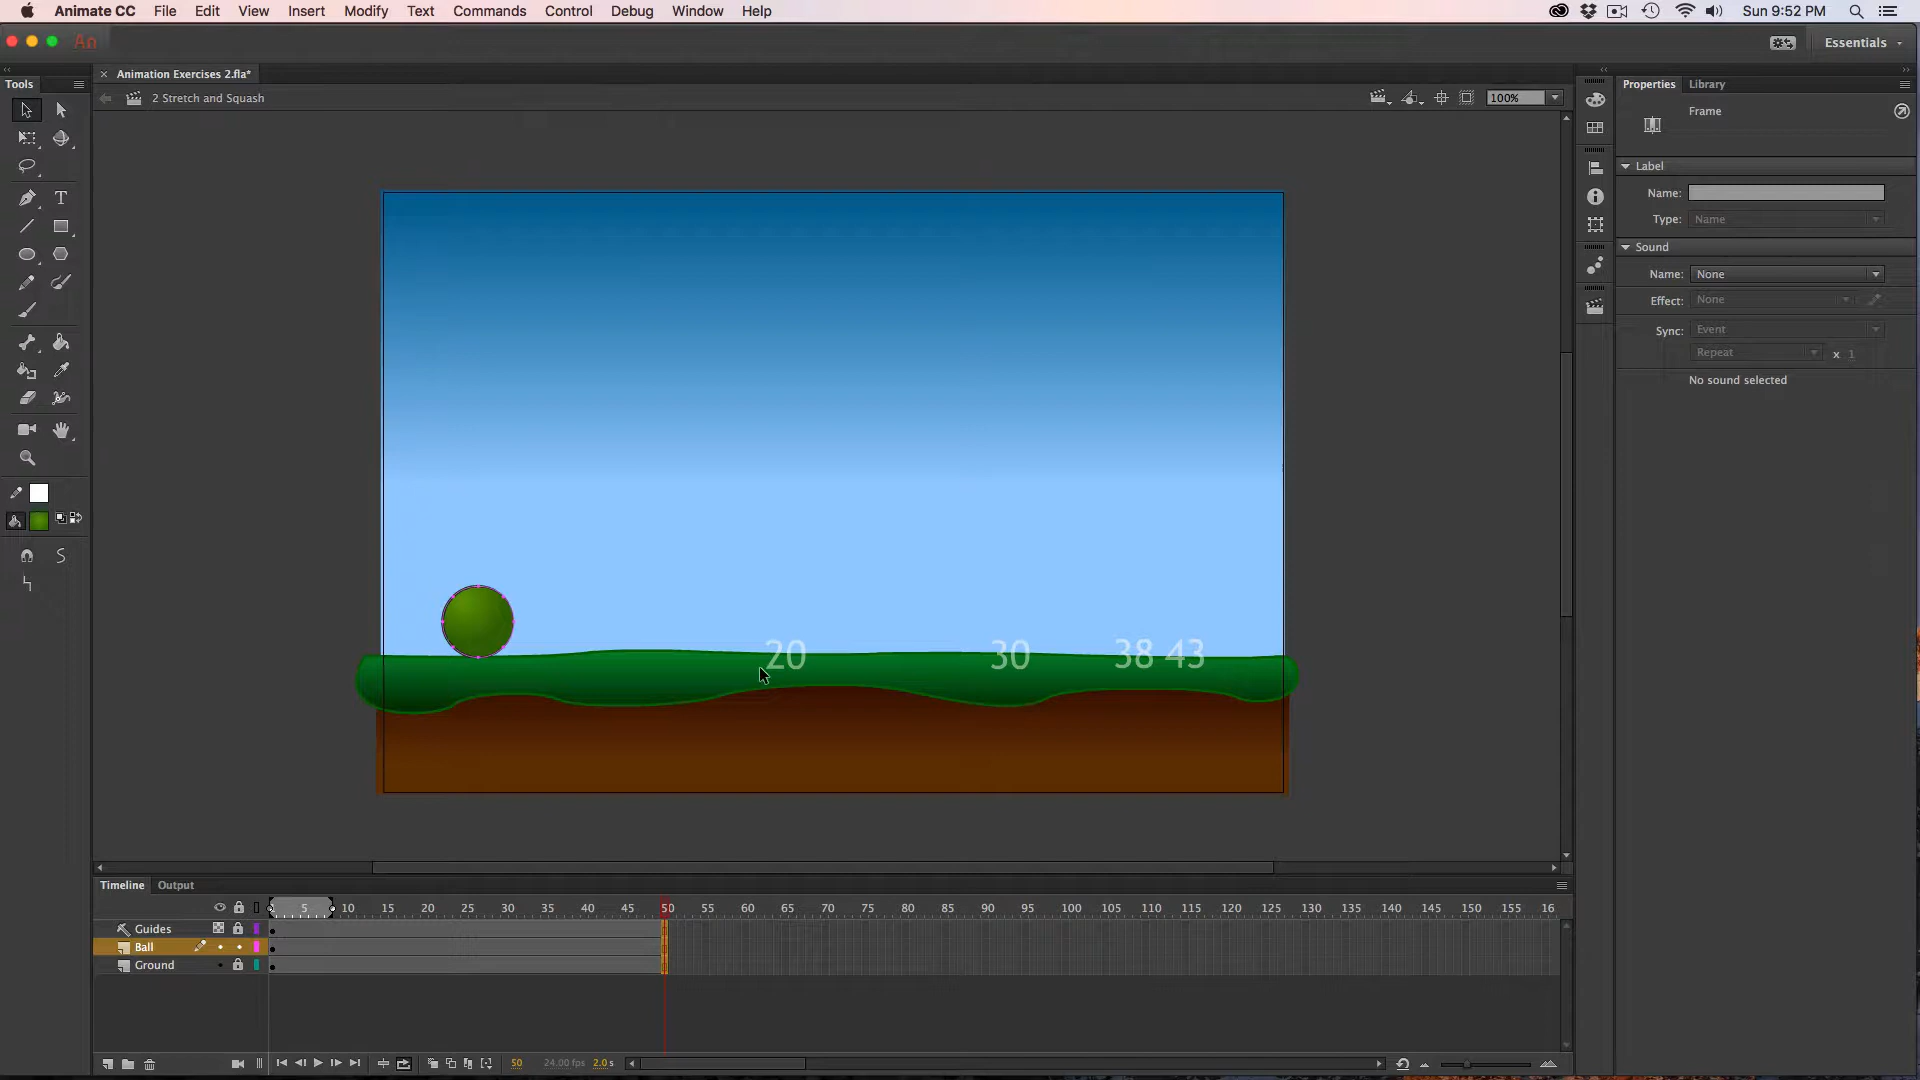 Animate CC File Edit View Insert Modify Text Commands Control Debug Window Help Sun 9:52 PM
An Essentials
Tools Animation Exercises 2.fla* Properties Library
2 Stretch and Squash 100%
Frame
Label
Name:
Type: Name
Sound
Name: None
Effect: None
Sync: Event
Repeat x 1
No sound selected
T
20 30 38 43
Timeline Output
5 10 15 20 25 30 35 40 45 50 55 60 65 70 75 80 85 90 95 100 105 110 115 120 125 130 135 140 145 150 155 16
Guides
Ball
Ground
50 24.00 fps 2.0 s